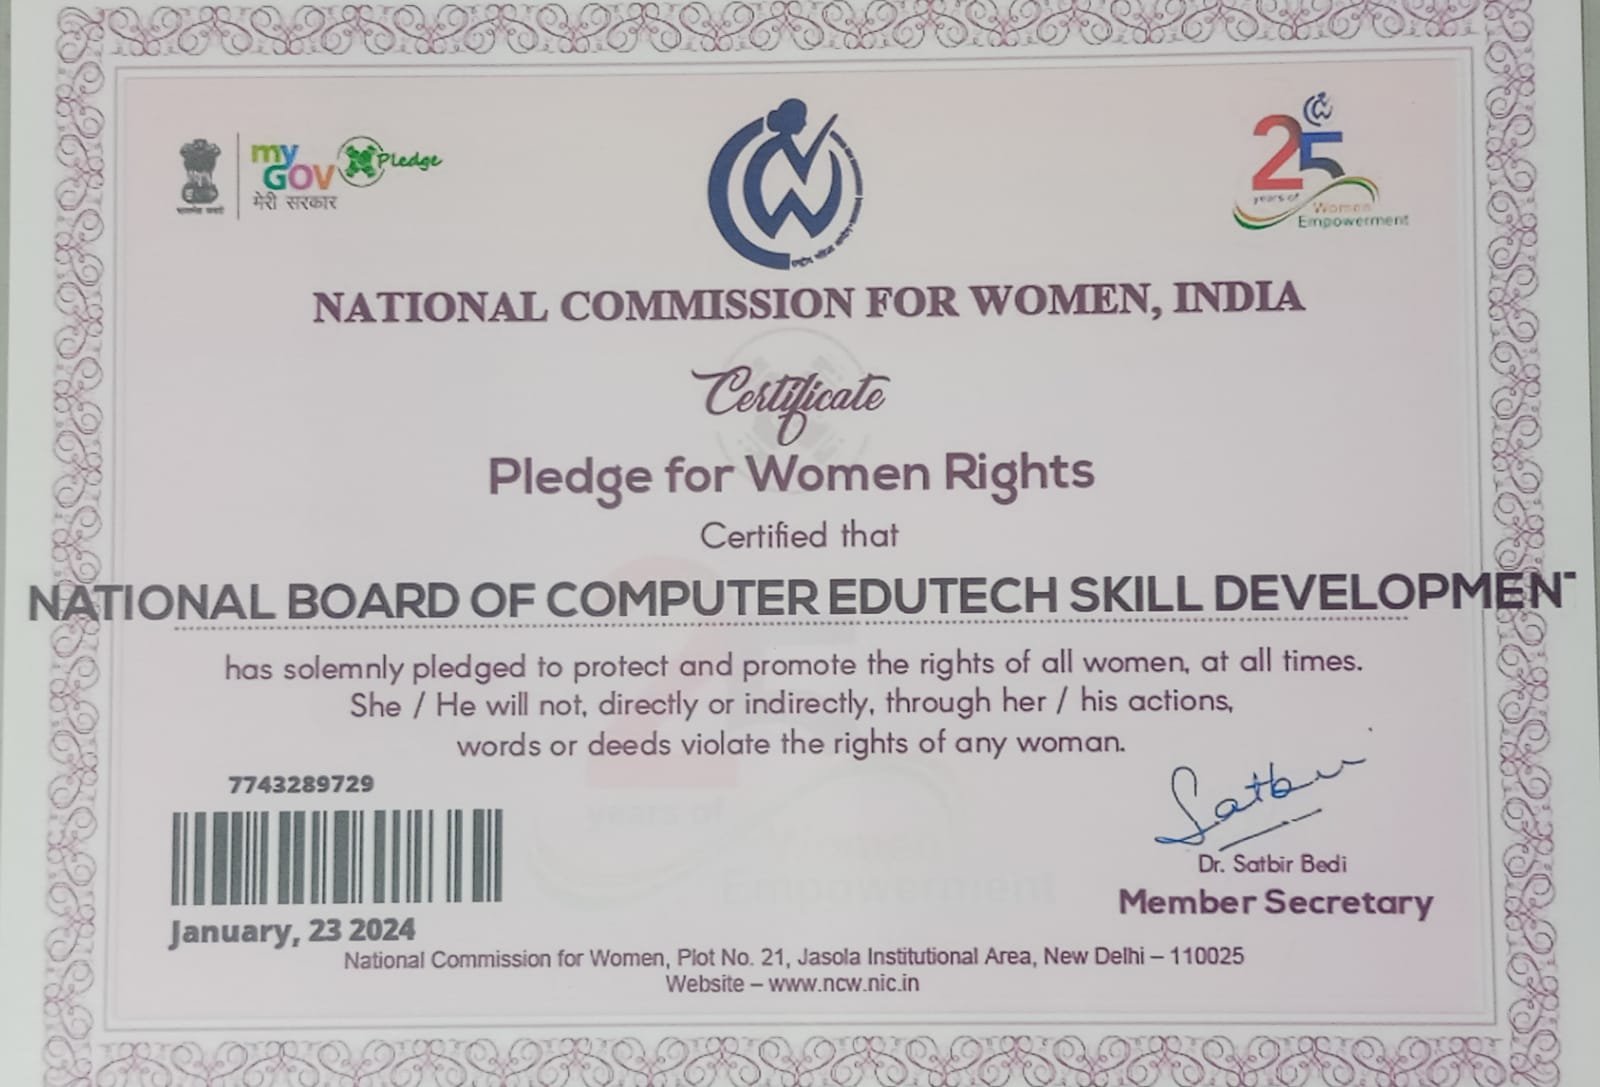 my GOV Pledge
मेरी सरकार
25
years of Women
Empowerment
NATIONAL COMMISSION FOR WOMEN, INDIA
Certificate
Pledge for Women Rights
Certified that
NATIONAL BOARD OF COMPUTER EDUTECH SKILL DEVELOPMEN
has solemnly pledged to protect and promote the rights of all women, at all times.
She / He will not, directly or indirectly, through her / his actions,
words or deeds violate the rights of any woman.
7743289729
January, 23 2024
Satbir
Dr. Satbir Bedi
Member Secretary
National Commission for Women, Plot No. 21, Jasola Institutional Area, New Delhi – 110025
Website – www.ncw.nic.in